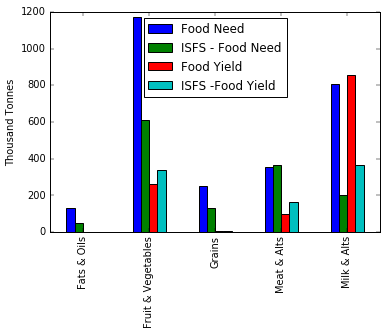 1200
1000
800
600
400
200
0
Thousand Tonnes
Food Need
ISFS - Food Need
Food Yield
ISFS -Food Yield
Fats & Oils
Fruit & Vegetables
Grains
Meat & Alts
Milk & Alts